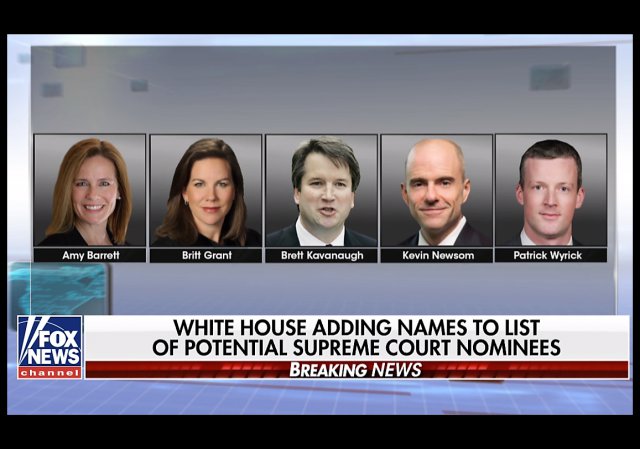 Amy Barrett
Britt Grant
Brett Kavanaugh
Kevin Newsom
Patrick Wyrick
FOX
NEWS
channel
WHITE HOUSE ADDING NAMES TO LIST
OF POTENTIAL SUPREME COURT NOMINEES
BREAKING NEWS